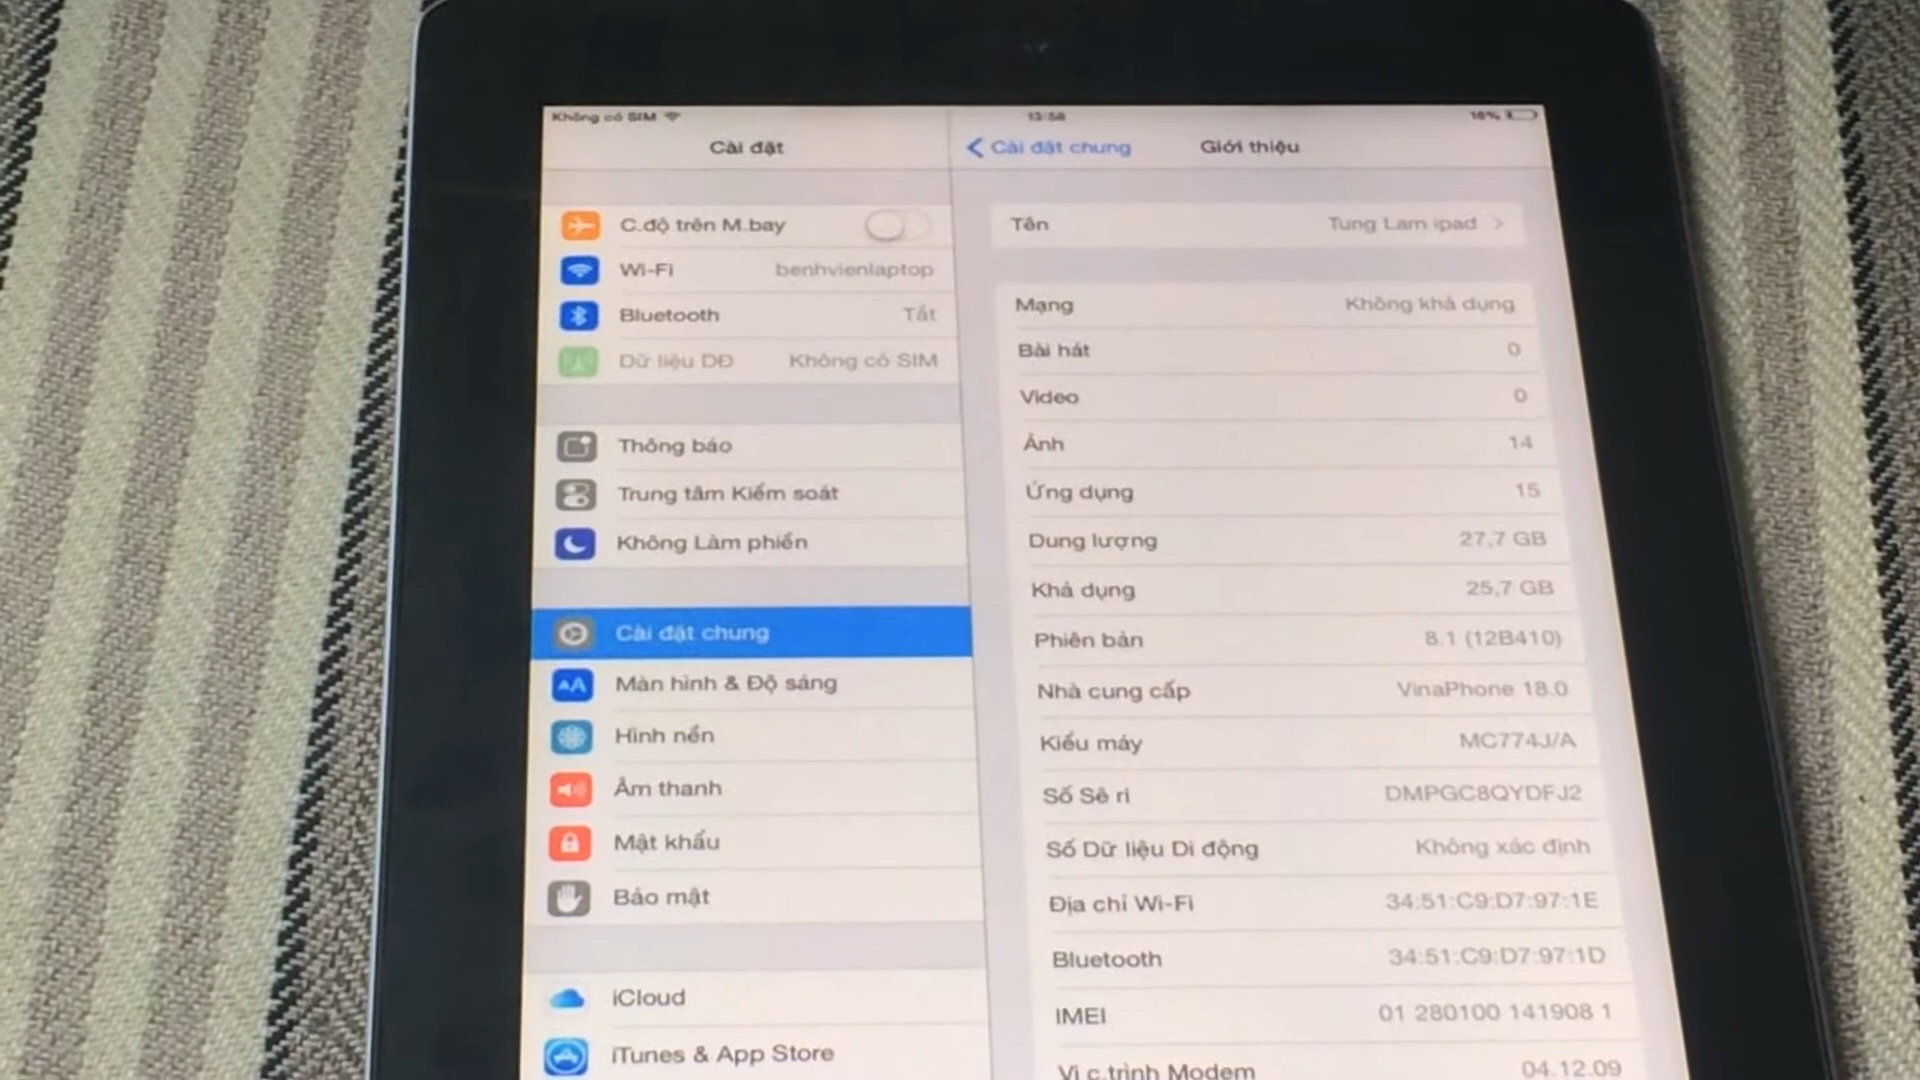 Không có SIM
13:58
16%
Cài đặt
C.độ trên M.bay
Wi-Fi benhvienlaptop
Bluetooth Tắt
Dữ liệu DĐ Không có SIM
Thông báo
Trung tâm Kiểm soát
Không Làm phiền
Cài đặt chung
Màn hình & Độ sáng
Hình nền
Âm thanh
Mật khẩu
Bảo mật
iCloud
iTunes & App Store
Cài đặt chung Giới thiệu
Tên Tung Lam ipad
Mạng Không khả dụng
Bài hát 0
Video 0
Ảnh 14
Ứng dụng 15
Dung lượng 27,7 GB
Khả dụng 25,7 GB
Phiên bản 8.1 (12B410)
Nhà cung cấp VinaPhone 18.0
Kiểu máy MC774J/A
Số Sê ri DMPGC8QYDFJ2
Số Dữ liệu Di động Không xác định
Địa chỉ Wi-Fi 34:51:C9:D7:97:1E
Bluetooth 34:51:C9:D7:97:1D
IMEI 01 280100 141908 1
Vi c.trình Modem 04.12.09